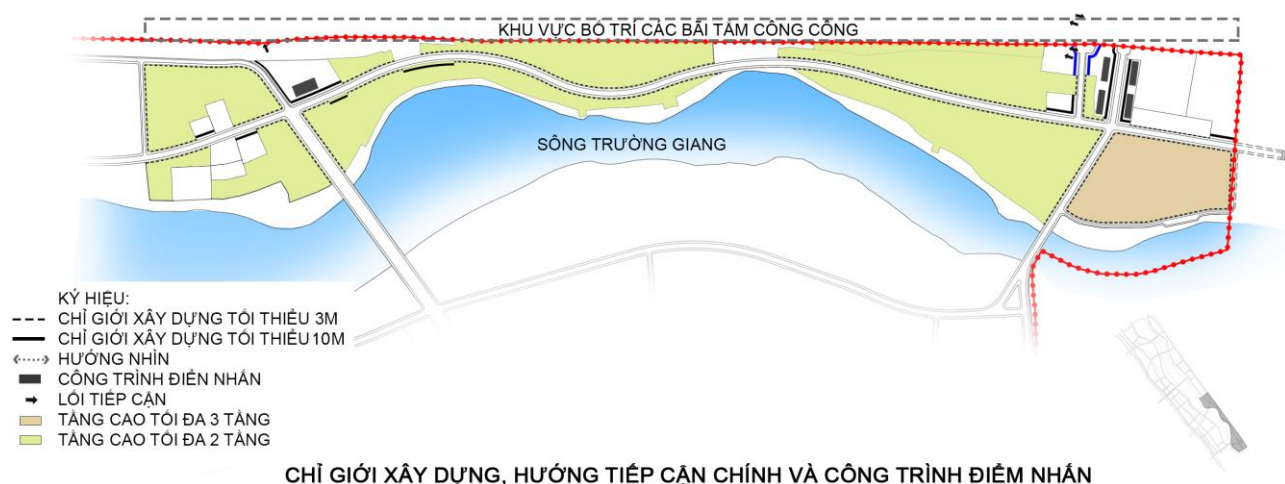 KHU VỰC BỐ TRÍ CÁC BÃI TẮM CÔNG CÔNG
SÔNG TRƯỜNG GIANG
KÝ HIỆU:
CHỈ GIỚI XÂY DỰNG TỐI THIỂU 3M
CHỈ GIỚI XÂY DỰNG TỐI THIỂU 10M
HƯỚNG NHÌN
CÔNG TRÌNH ĐIỂN NHẤN
LỐI TIẾP CẬN
TẦNG CAO TỐI ĐA 3 TẦNG
TẦNG CAO TỐI ĐA 2 TẦNG
CHỈ GIỚI XÂY DỰNG, HƯỚNG TIẾP CẬN CHÍNH VÀ CÔNG TRÌNH ĐIỂM NHẤN